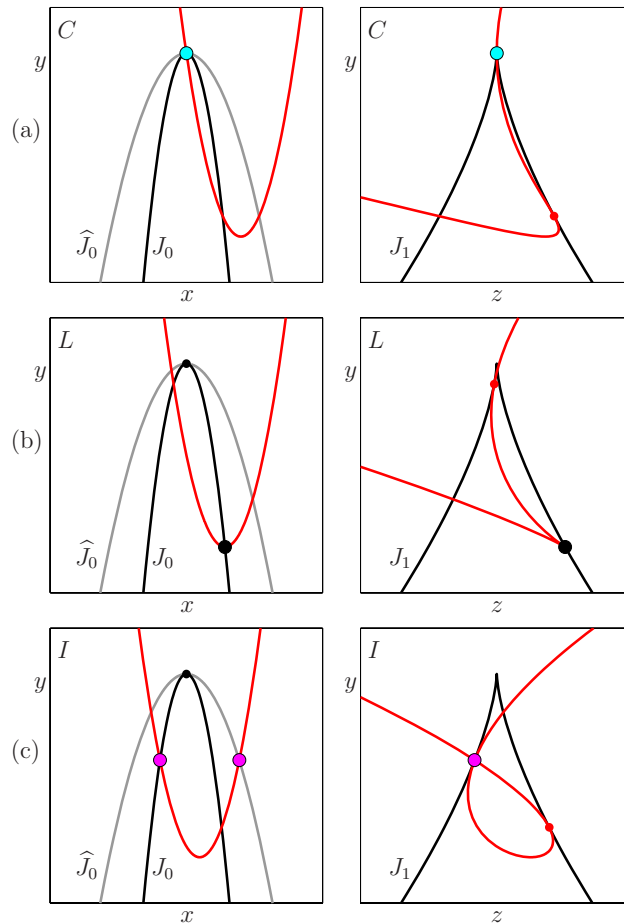 C C
y y
(a)
Ĵ₀ J₀ J₁
x z
L L
y y
(b)
Ĵ₀ J₀ J₁
x z
I I
y y
(c)
Ĵ₀ J₀ J₁
x z